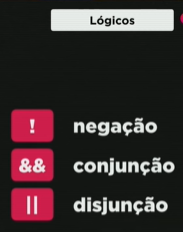 Lógicos
! negação
&& conjunção
|| disjunção